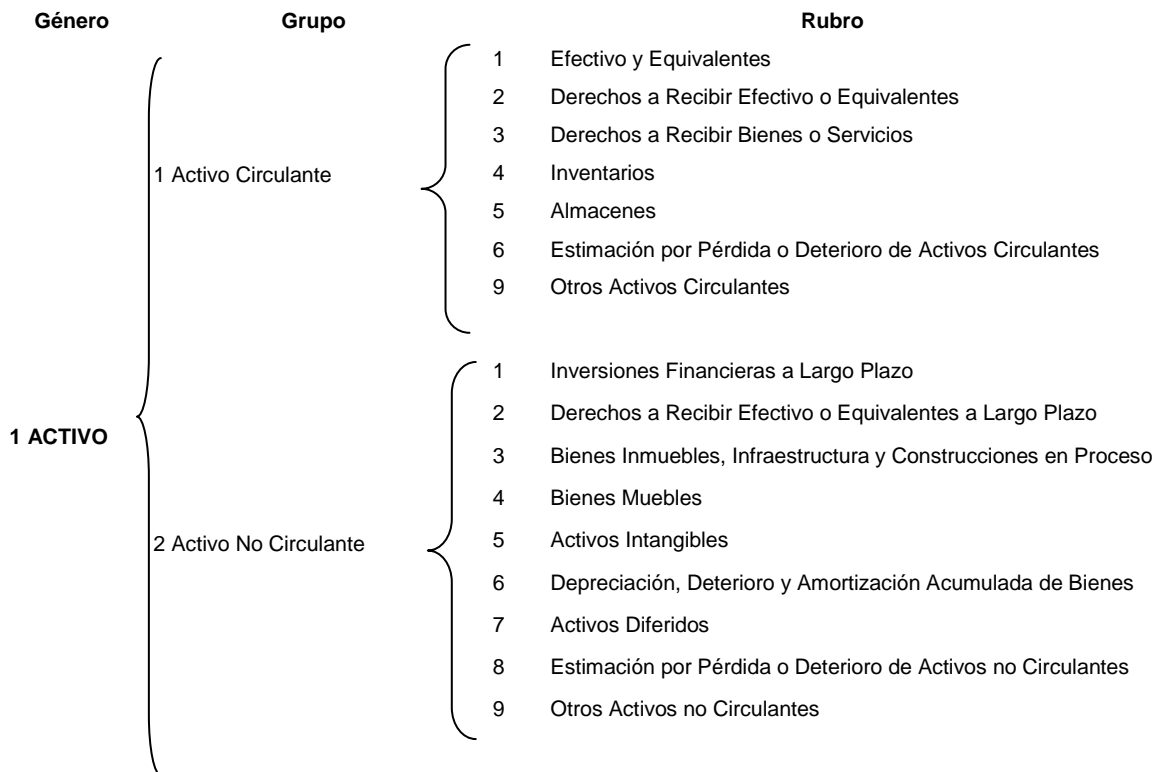 Género Grupo Rubro
1 Efectivo y Equivalentes
2 Derechos a Recibir Efectivo o Equivalentes
3 Derechos a Recibir Bienes o Servicios
1 Activo Circulante
4 Inventarios
5 Almacenes
6 Estimación por Pérdida o Deterioro de Activos Circulantes
9 Otros Activos Circulantes
1 Inversiones Financieras a Largo Plazo
2 Derechos a Recibir Efectivo o Equivalentes a Largo Plazo
1 ACTIVO
3 Bienes Inmuebles, Infraestructura y Construcciones en Proceso
4 Bienes Muebles
2 Activo No Circulante
5 Activos Intangibles
6 Depreciación, Deterioro y Amortización Acumulada de Bienes
7 Activos Diferidos
8 Estimación por Pérdida o Deterioro de Activos no Circulantes
9 Otros Activos no Circulantes